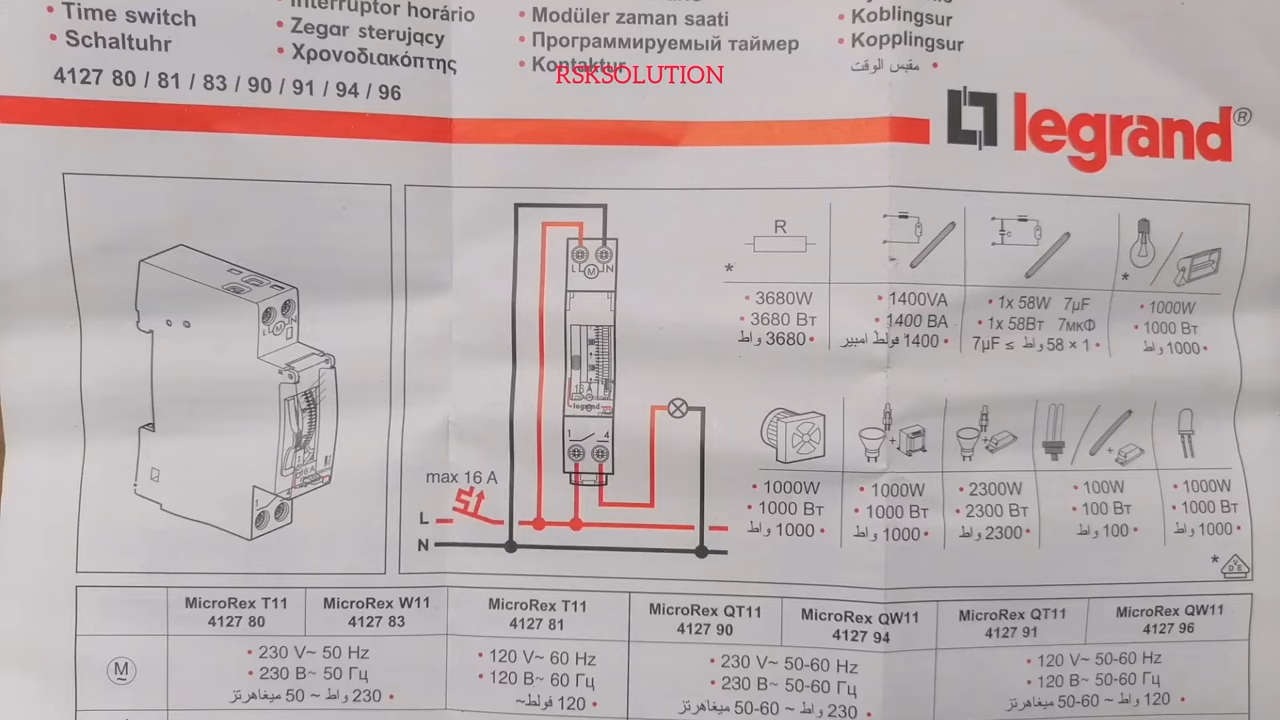 • Time switch
• Schaltuhr
4127 80 / 81 / 83 / 90 / 91 / 94 / 96
Interruptor horário
• Zegar sterujący
• Χρονοδιακόπτης
• Modüler zaman saati
• Программируемый таймер
• Kontaktur
• Koblingsur
• Kopplingsur
مقبس الوقت •
RSKSOLUTION
legrand®
L M N
16 A
legrand
1 4
max 16 A
L
N
R
*
• 3680W
• 3680 Вт
3680 واط •
• 1400VA
• 1400 ВА
1400 فولط امبير •
C
• 1x 58W 7µF
• 1x 58Вт 7мкФ
1 × 58 واط ≥ 7µF •
*
• 1000W
• 1000 Вт
1000 واط •
• 1000W
• 1000 Вт
1000 واط •
+
• 1000W
• 1000 Вт
1000 واط •
+
• 2300W
• 2300 Вт
2300 واط •
+
• 100W
• 100 Вт
100 واط •
• 1000W
• 1000 Вт
1000 واط •
* VDE
L M N
16 A
1 4
MicroRex T11
4127 80
MicroRex W11
4127 83
MicroRex T11
4127 81
MicroRex QT11
4127 90
MicroRex QW11
4127 94
MicroRex QT11
4127 91
MicroRex QW11
4127 96
M
~
• 230 V~ 50 Hz
• 230 В~ 50 Гц
230 واط ~ 50 ميغاهرتز •
• 120 V~ 60 Hz
• 120 В~ 60 Гц
120 فولط~ •
• 230 V~ 50-60 Hz
• 230 В~ 50-60 Гц
230 واط ~ 50-60 ميغاهرتز •
• 120 V~ 50-60 Hz
• 120 В~ 50-60 Гц
120 واط ~ 50-60 ميغاهرتز •